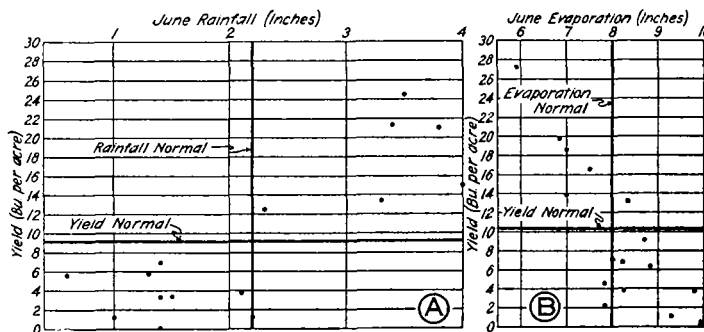 June Rainfall (Inches)
1 2 3 4
Yield (Bu. per acre)
30
28
26
24
22
20
18
16
14
12
10
8
6
4
2
0
Rainfall Normal
Yield Normal
A
June Evaporation (Inches)
6 7 8 9 10
Yield (Bu. per acre)
30
28
26
24
22
20
18
16
14
12
10
8
6
4
2
0
Evaporation
Normal
Yield Normal
B